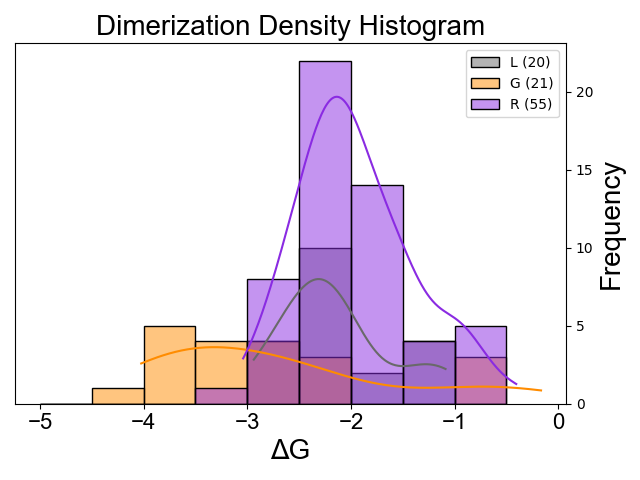 Dimerization Density Histogram
L (20)
G (21)
R (55)
20
15
10
5
0
Frequency
−5 −4 −3 −2 −1 0
ΔG